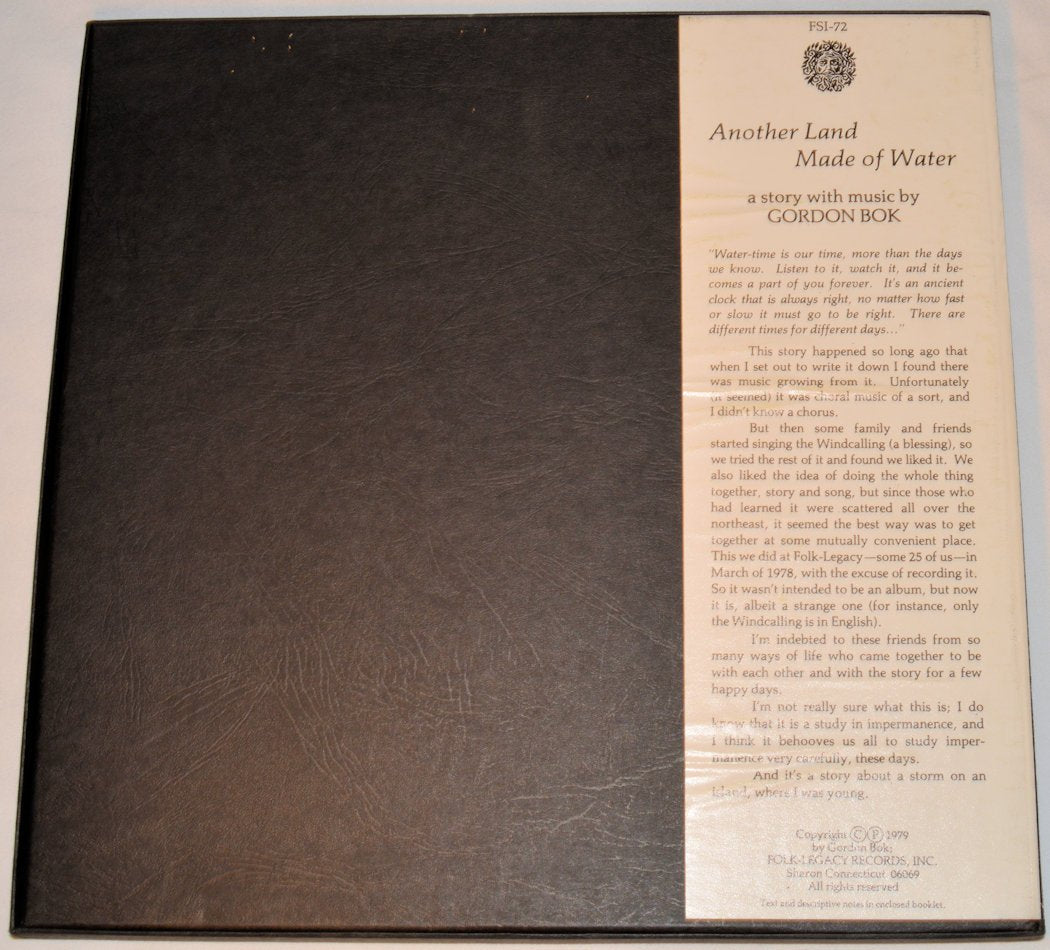 FSI-72
Another Land
Made of Water
a story with music by
GORDON BOK
"Water-time is our time, more than the days
we know. Listen to it, watch it, and it be-
comes a part of you forever. It's an ancient
clock that is always right, no matter how fast
or slow it must go to be right. There are
different times for different days..."
This story happened so long ago that
when I set out to write it down I found there
was music growing from it. Unfortunately
(it seemed) it was choral music of a sort, and
I didn't know a chorus.
But then some family and friends
started singing the Windcalling (a blessing), so
we tried the rest of it and found we liked it. We
also liked the idea of doing the whole thing
together, story and song, but since those who
had learned it were scattered all over the
northeast, it seemed the best way was to get
together at some mutually convenient place.
This we did at Folk-Legacy—some 25 of us—in
March of 1978, with the excuse of recording it.
So it wasn't intended to be an album, but now
it is, albeit a strange one (for instance, only
the Windcalling is in English).
I'm indebted to these friends from so
many ways of life who came together to be
with each other and with the story for a few
happy days.
I'm not really sure what this is; I do
know that it is a study in impermanence, and
I think it behooves us all to study imper-
manence very carefully, these days.
And it's a story about a storm on an
island, where I was young.
Copyright Ⓒ Ⓟ 1979
by Gordon Bok;
FOLK-LEGACY RECORDS, INC.
Sharon Connecticut 06069
All rights reserved
Text and descriptive notes in enclosed booklet.